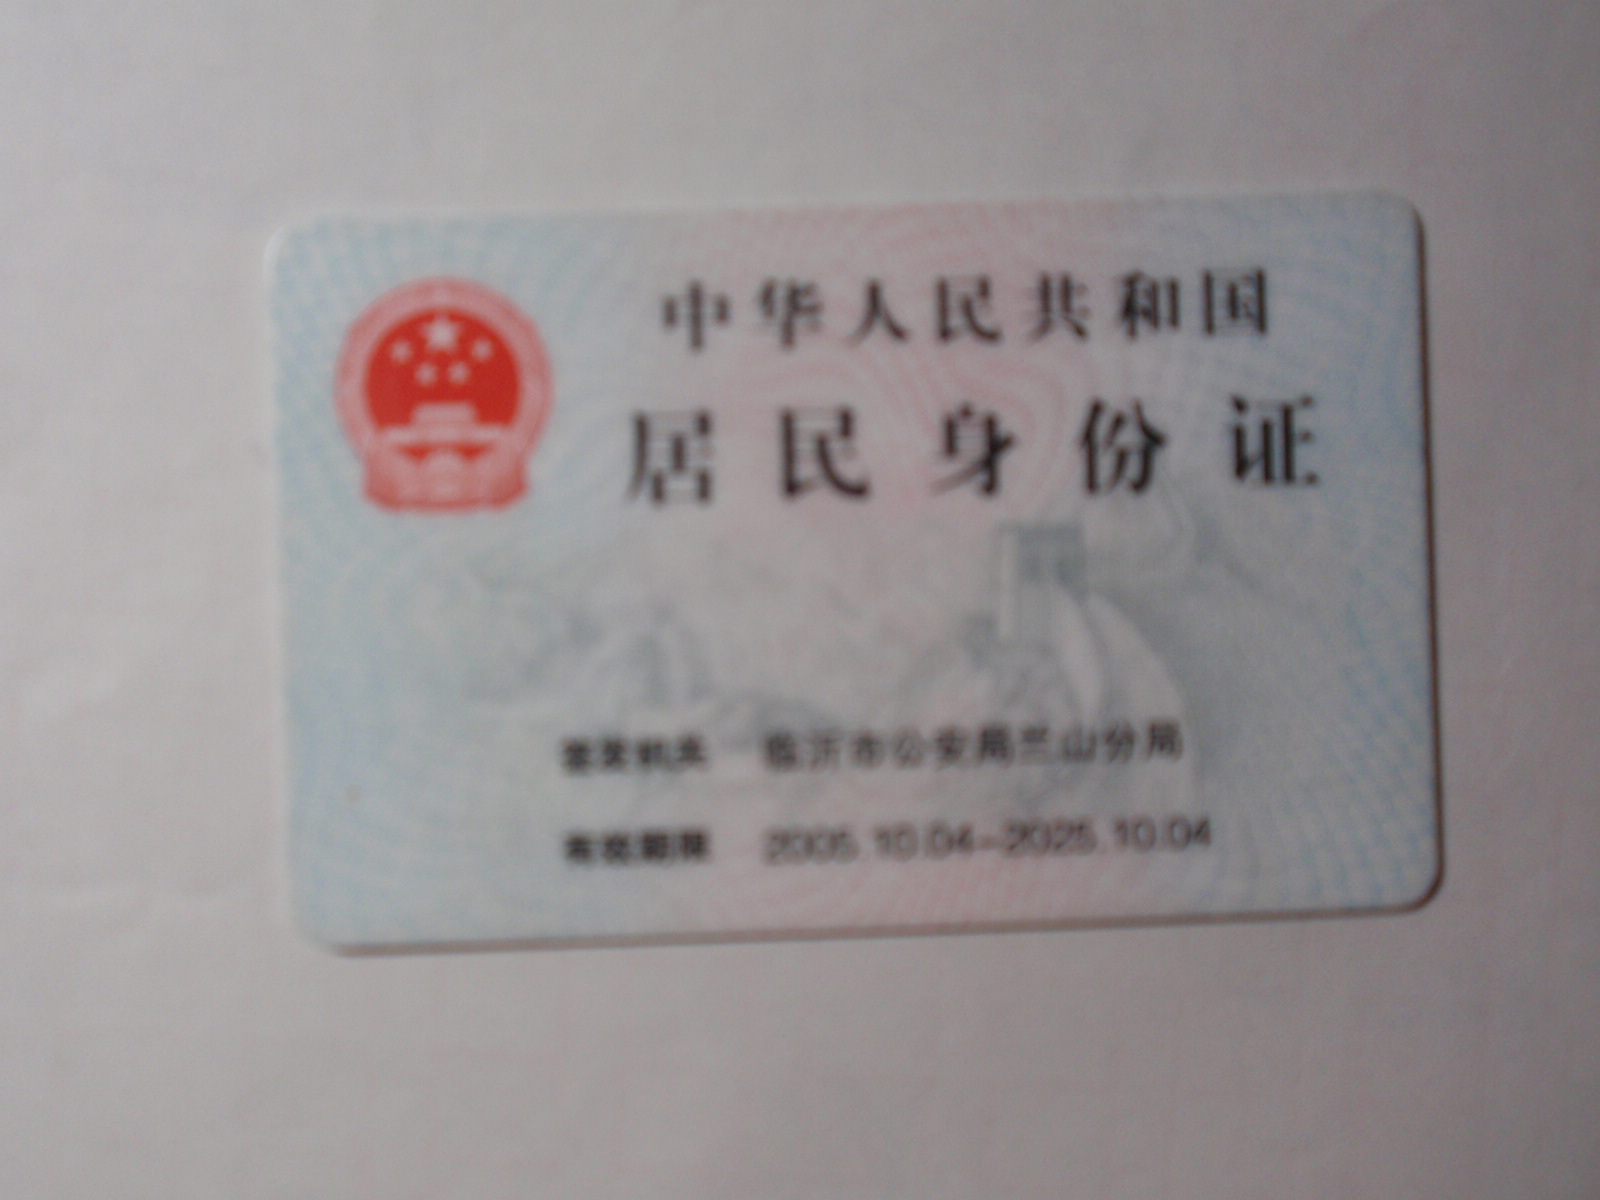 中华人民共和国
居民身份证
签发机关 临沂市公安局兰山分局
有效期限 2005.10.04-2025.10.04